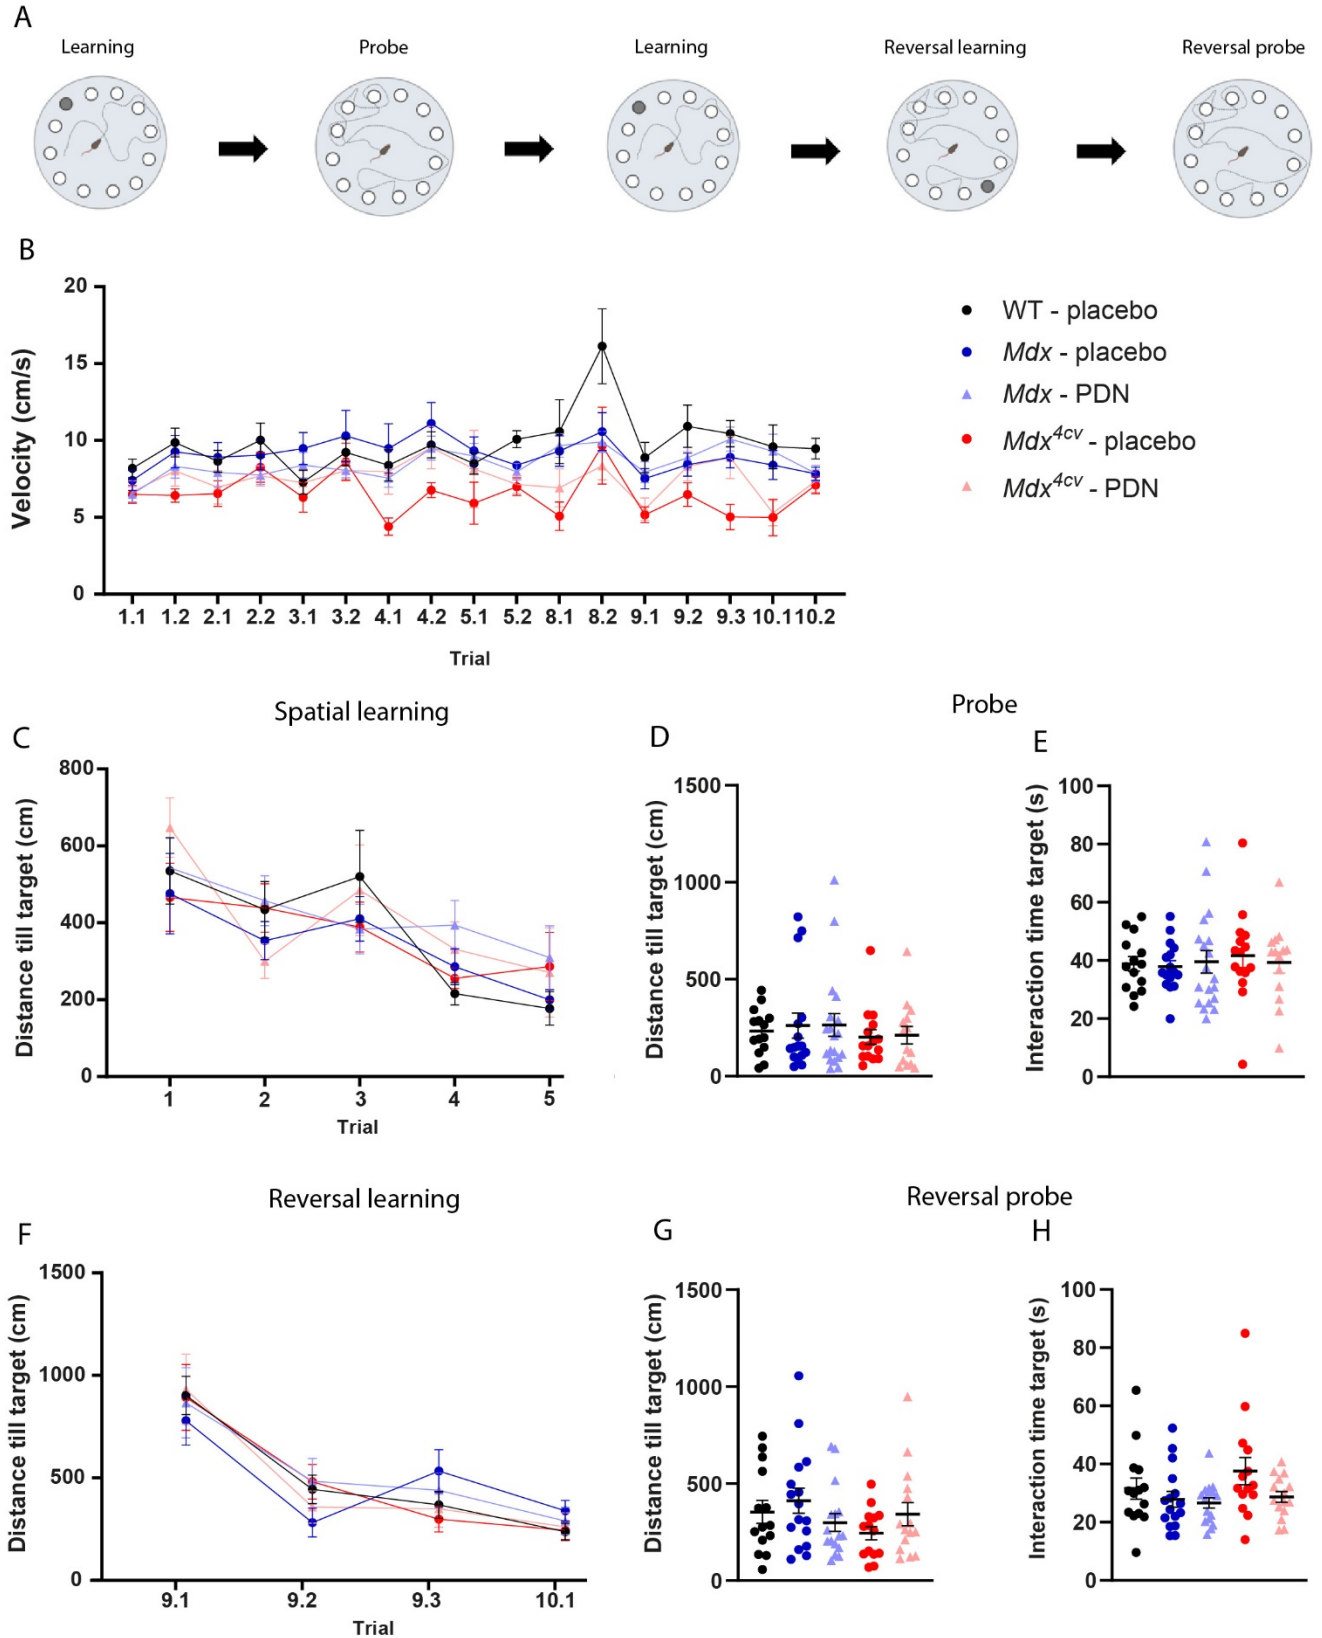 A
Learning
Probe
Learning
Reversal learning
Reversal probe
B
Velocity (cm/s)
20
15
10
5
0
1.1 1.2 2.1 2.2 3.1 3.2 4.1 4.2 5.1 5.2 8.1 8.2 9.1 9.2 9.3 10.1 10.2
Trial
WT - placebo
Mdx - placebo
Mdx - PDN
Mdx4cv - placebo
Mdx4cv - PDN
Spatial learning
Probe
C
Distance till target (cm)
800
600
400
200
0
1 2 3 4 5
Trial
D
Distance till target (cm)
1500
1000
500
0
E
Interaction time target (s)
100
80
60
40
20
0
Reversal learning
Reversal probe
F
Distance till target (cm)
1500
1000
500
0
9.1 9.2 9.3 10.1
Trial
G
Distance till target (cm)
1500
1000
500
0
H
Interaction time target (s)
100
80
60
40
20
0